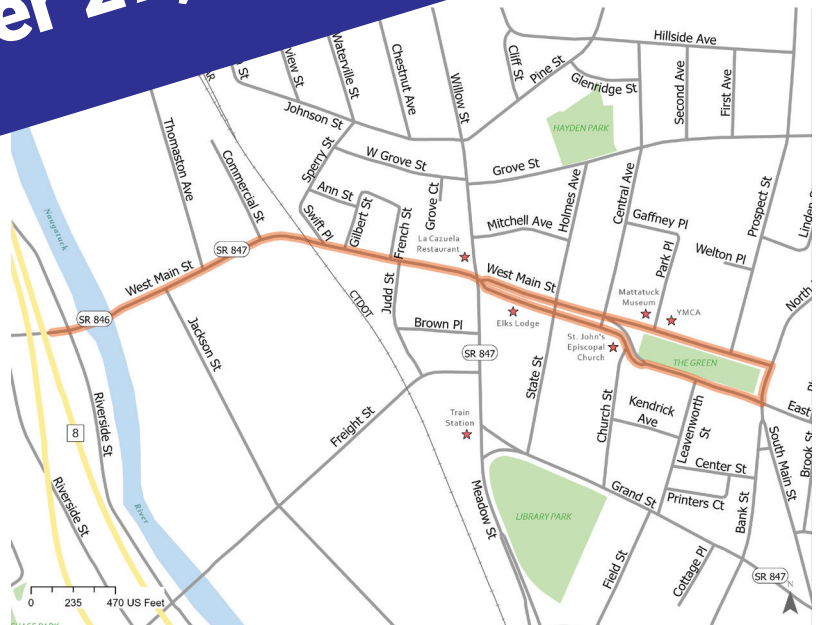 er 27,
Hillside Ave
Waterville St
Chestnut Ave
Willow St
Cliff St
Pine St
Glenridge St
Second Ave
First Ave
Johnson St
HAYDEN PARK
Thomaston Ave
Commercial St
Sperry St
W Grove St
Grove St
Ann St
Swift Pl
Gilbert St
French St
Grove Ct
Mitchell Ave
Holmes Ave
Central Ave
Gaffney Pl
Park Pl
Welton Pl
Prospect St
Linden
Naugatuck
SR 847
La Cazuela
Restaurant
West Main St
West Main St
SR 846
CTDOT
Judd St
Elks Lodge
Mattatuck
Museum
YMCA
North
Brown Pl
St. John's
Episcopal
Church
THE GREEN
SR 847
Jackson St
State St
Riverside St
8
Freight St
Train
Station
Church St
Kendrick
Ave
Leavenworth
St
East
South Main St
Brook St
Center St
Printers Ct
Bank St
Grand St
Riverside St
River
Meadow St
LIBRARY PARK
Field St
Cottage Pl
SR 847
N
0 235 470 US Feet